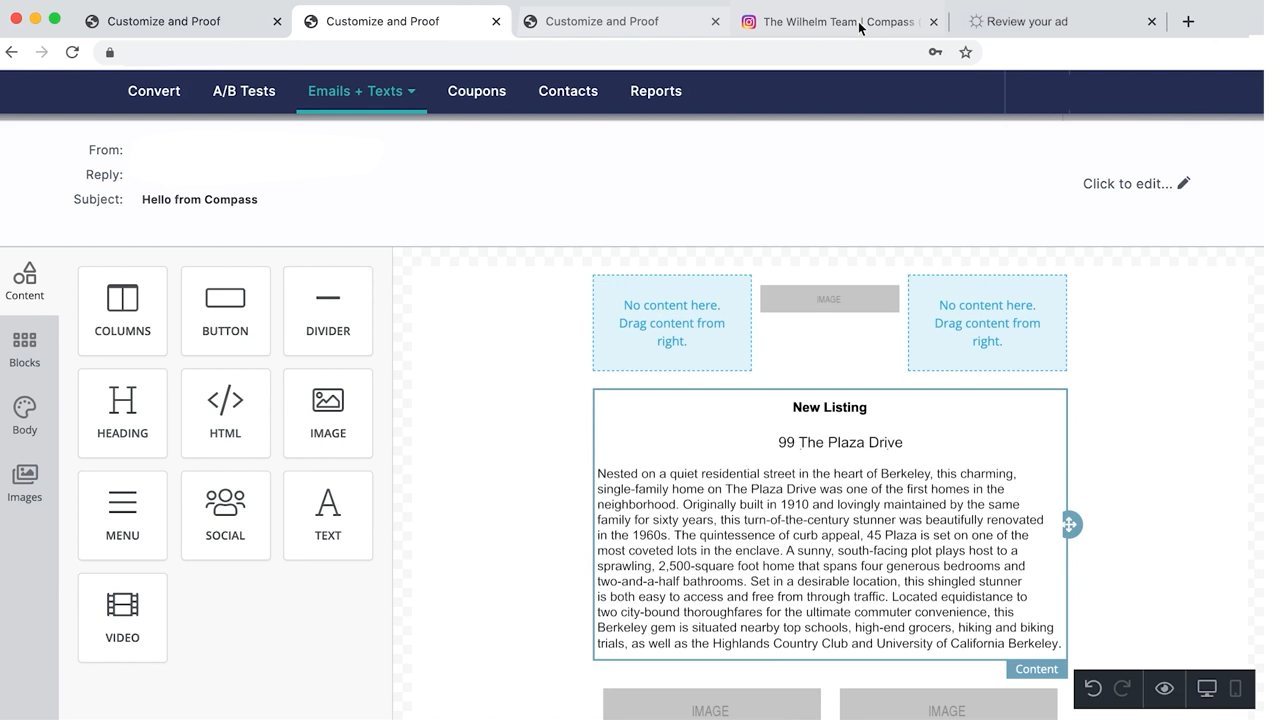 Customize and Proof
Customize and Proof
Customize and Proof
The Wilhelm Team | Compass
Review your ad
Convert
A/B Tests
Emails + Texts
Coupons
Contacts
Reports
From:
Reply:
Subject: Hello from Compass
Click to edit...
Content
Blocks
Body
Images
COLUMNS
BUTTON
DIVIDER
HEADING
HTML
IMAGE
MENU
SOCIAL
TEXT
VIDEO
No content here.
Drag content from
right.
IMAGE
No content here.
Drag content from
right.
New Listing
99 The Plaza Drive
Nested on a quiet residential street in the heart of Berkeley, this charming,
single-family home on The Plaza Drive was one of the first homes in the
neighborhood. Originally built in 1910 and lovingly maintained by the same
family for sixty years, this turn-of-the-century stunner was beautifully renovated
in the 1960s. The quintessence of curb appeal, 45 Plaza is set on one of the
most coveted lots in the enclave. A sunny, south-facing plot plays host to a
sprawling, 2,500-square foot home that spans four generous bedrooms and
two-and-a-half bathrooms. Set in a desirable location, this shingled stunner
is both easy to access and free from through traffic. Located equidistance to
two city-bound thoroughfares for the ultimate commuter convenience, this
Berkeley gem is situated nearby top schools, high-end grocers, hiking and biking
trials, as well as the Highlands Country Club and University of California Berkeley.
Content
IMAGE
IMAGE